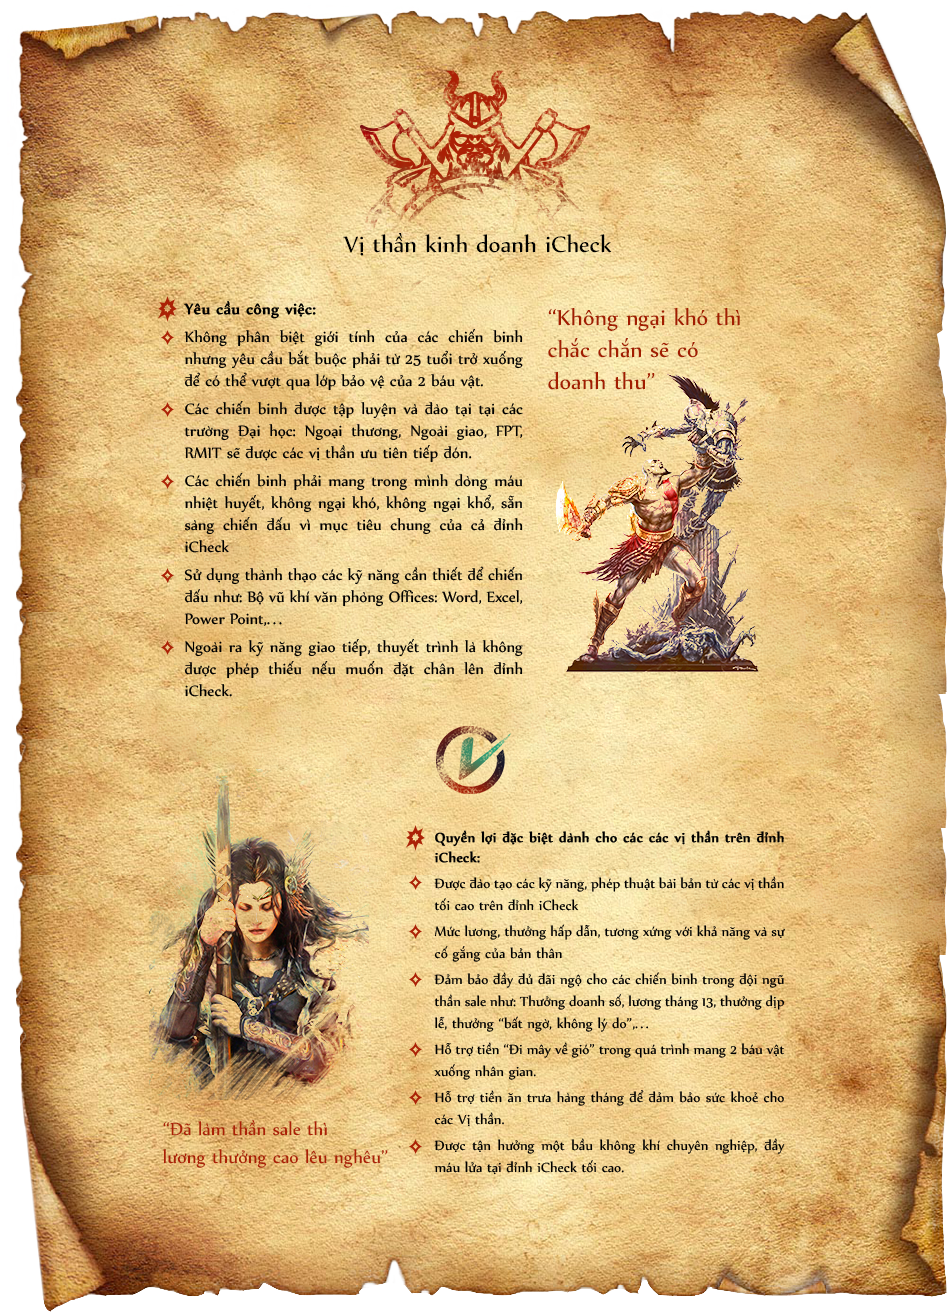 Vị thần kinh doanh iCheck
Yêu cầu công việc:
Không phân biệt giới tính của các chiến binh
nhưng yêu cầu bắt buộc phải từ 25 tuổi trở xuống
để có thể vượt qua lớp bảo vệ của 2 báu vật.
Các chiến binh được tập luyện và đào tại tại các
trường Đại học: Ngoại thương, Ngoài giao, FPT,
RMIT sẽ được các vị thần ưu tiên tiếp đón.
Các chiến binh phải mang trong mình dòng máu
nhiệt huyết, không ngại khó, không ngại khổ, sẵn
sàng chiến đấu vì mục tiêu chung của cả đỉnh
iCheck
Sử dụng thành thạo các kỹ năng cần thiết để chiến
đấu như: Bộ vũ khí văn phòng Offices: Word, Excel,
Power Point,...
Ngoài ra kỹ năng giao tiếp, thuyết trình là không
được phép thiếu nếu muốn đặt chân lên đỉnh
iCheck.
“Không ngại khó thì
chắc chắn sẽ có
doanh thu”
Quyền lợi đặc biệt dành cho các các vị thần trên đỉnh
iCheck:
Được đào tạo các kỹ năng, phép thuật bài bản từ các vị thần
tối cao trên đỉnh iCheck
Mức lương, thưởng hấp dẫn, tương xứng với khả năng và sự
cố gắng của bản thân
Đảm bảo đầy đủ đãi ngộ cho các chiến binh trong đội ngũ
thần sale như: Thưởng doanh số, lương tháng 13, thưởng dịp
lễ, thưởng “bất ngờ, không lý do”,...
Hỗ trợ tiền “Đi mây về gió” trong quá trình mang 2 báu vật
xuống nhân gian.
Hỗ trợ tiền ăn trưa hàng tháng để đảm bảo sức khoẻ cho
các Vị thần.
Được tận hưởng một bầu không khí chuyên nghiệp, đầy
máu lửa tại đỉnh iCheck tối cao.
“Đã làm thần sale thì
lương thưởng cao lêu nghêu”